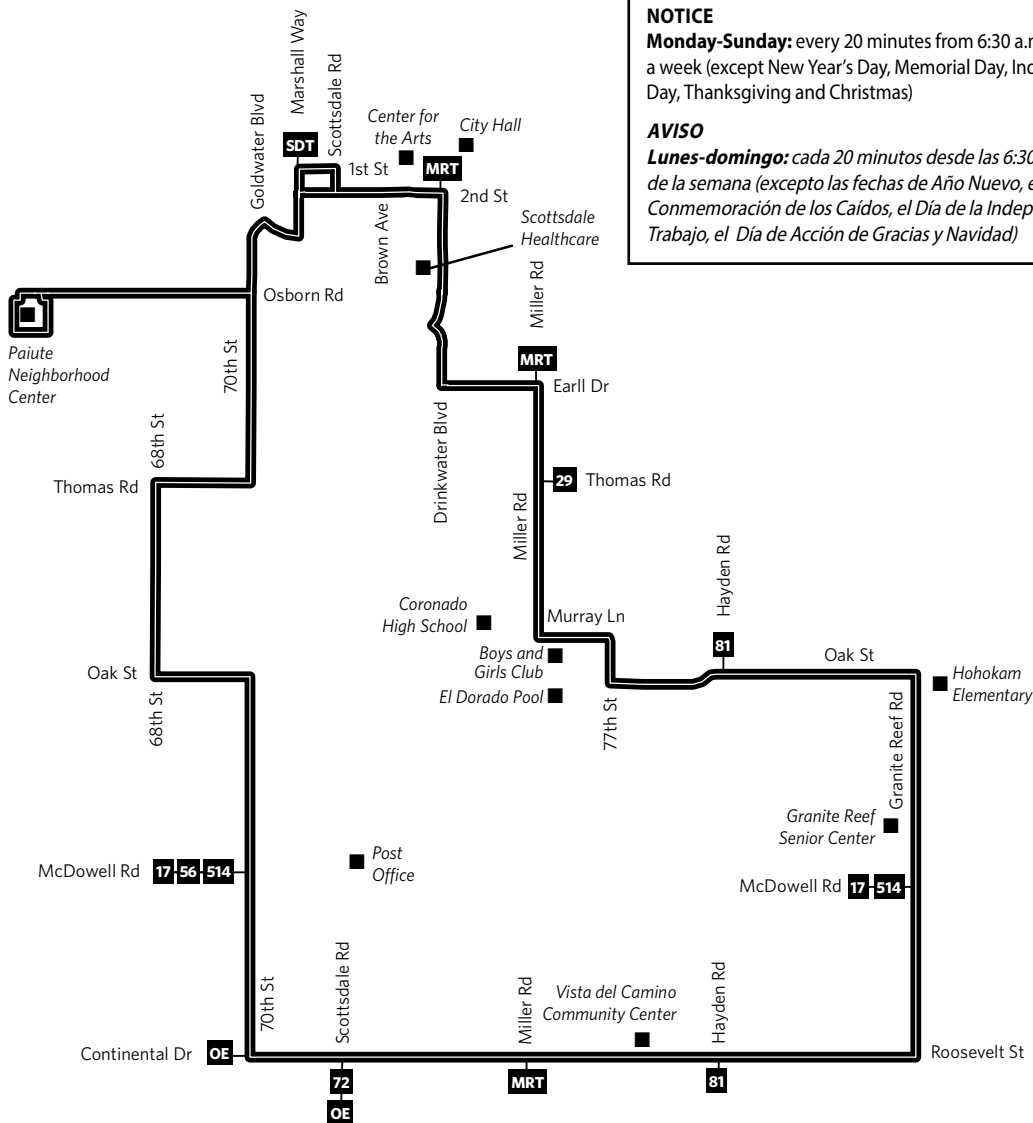 NOTICE
Monday-Sunday: every 20 minutes from 6:30 a.m
a week (except New Year's Day, Memorial Day, Ind
Day, Thanksgiving and Christmas)
AVISO
Lunes-domingo: cada 20 minutos desde las 6:30
de la semana (excepto las fechas de Año Nuevo, e
Conmemoración de los Caídos, el Día de la Indep
Trabajo, el Día de Acción de Gracias y Navidad)
Goldwater Blvd
Marshall Way
Scottsdale Rd
SDT
Center for
the Arts
City Hall
1st St
MRT
2nd St
Brown Ave
Scottsdale
Healthcare
Osborn Rd
Paiute
Neighborhood
Center
70th St
Miller Rd
MRT
Earll Dr
68th St
Thomas Rd
Drinkwater Blvd
29
Thomas Rd
Miller Rd
Hayden Rd
Coronado
High School
Murray Ln
Boys and
Girls Club
El Dorado Pool
81
Oak St
Hohokam
Elementary
Oak St
68th St
77th St
Granite Reef Rd
Granite Reef
Senior Center
McDowell Rd
17
56
514
Post
Office
McDowell Rd
17
514
70th St
Scottsdale Rd
Miller Rd
Vista del Camino
Community Center
Hayden Rd
Continental Dr
OE
Roosevelt St
72
OE
MRT
81